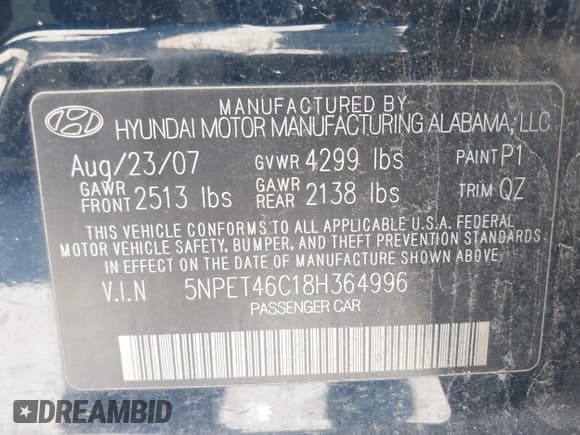 MANUFACTURED BY
HYUNDAI MOTOR MANUFACTURING ALABAMA, LLC
Aug/23/07 GVWR 4299 lbs PAINT P1
GAWR FRONT 2513 lbs GAWR REAR 2138 lbs TRIM QZ
THIS VEHICLE CONFORMS TO ALL APPLICABLE U.S.A. FEDERAL
MOTOR VEHICLE SAFETY, BUMPER, AND THEFT PREVENTION STANDARDS
IN EFFECT ON THE DATE OF MANUFACTURE SHOWN ABOVE.
V.I.N 5NPET46C18H364996
PASSENGER CAR
DREAMBID